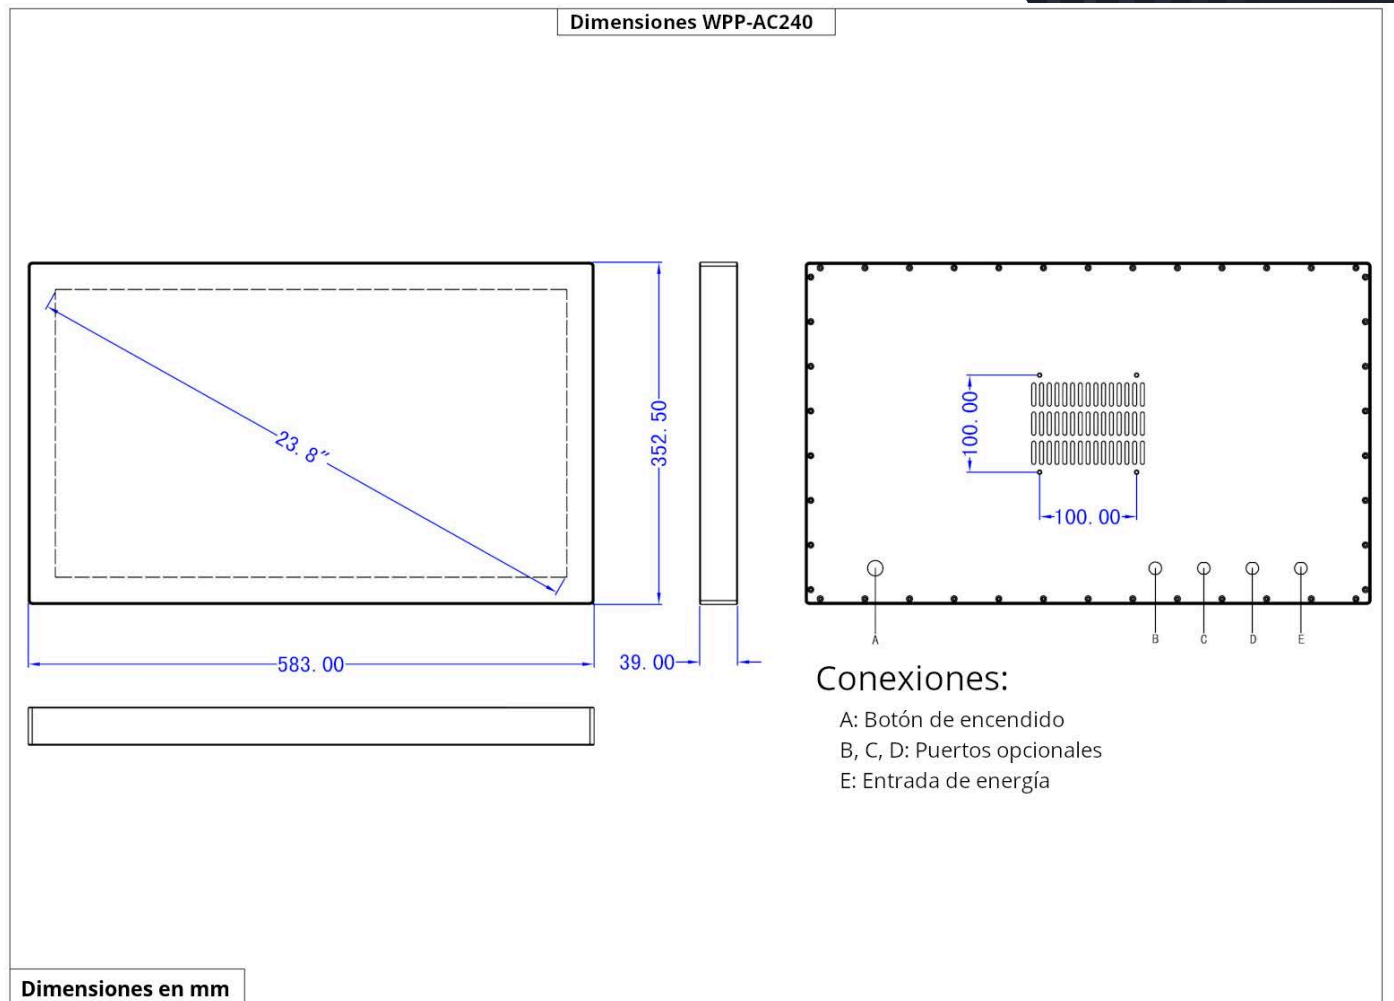 Dimensiones WPP-AC240
23.8″
352.50
583.00
39.00
100.00
100.00
A
B
C
D
E
Conexiones:
A: Botón de encendido
B, C, D: Puertos opcionales
E: Entrada de energía
Dimensiones en mm